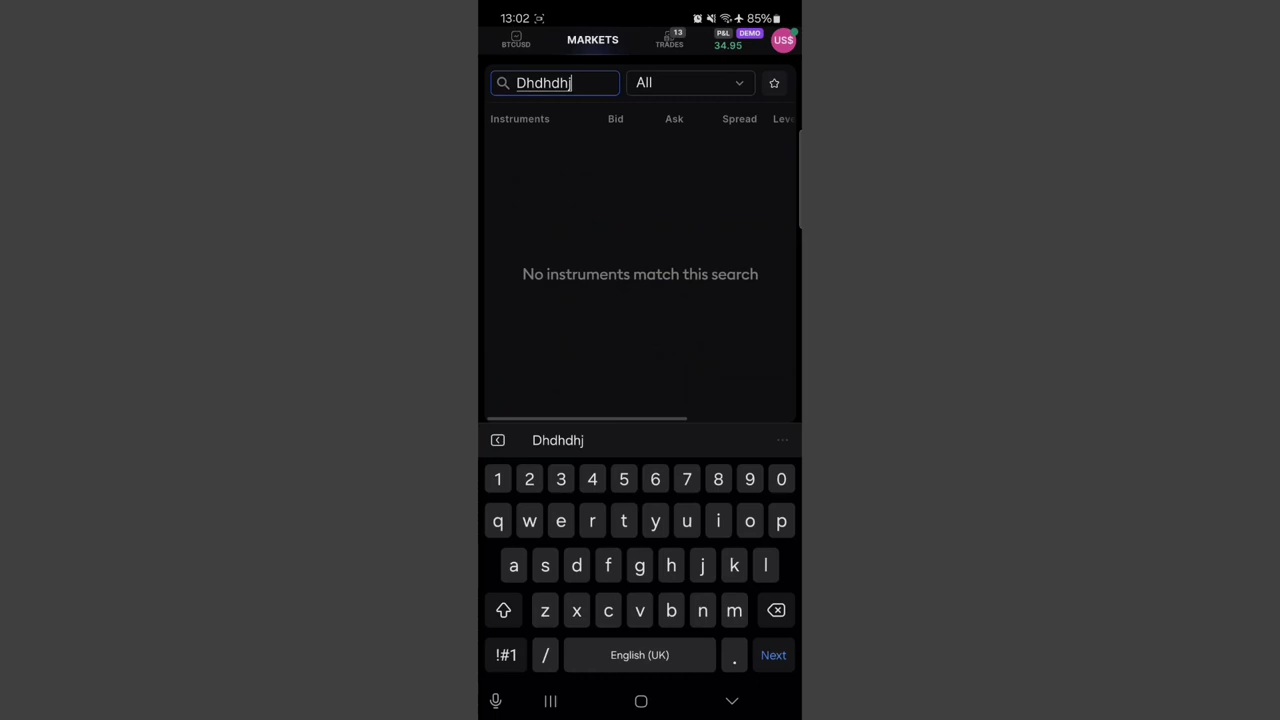 13:02 85%
BTCUSD MARKETS 13 TRADES P&L DEMO 34.95 US$
Dhdhdhj All
Instruments Bid Ask Spread Leve
No instruments match this search
Dhdhdhj ...
1 2 3 4 5 6 7 8 9 0
q w e r t y u i o p
a s d f g h j k l
z x c v b n m
!#1 / English (UK) . Next